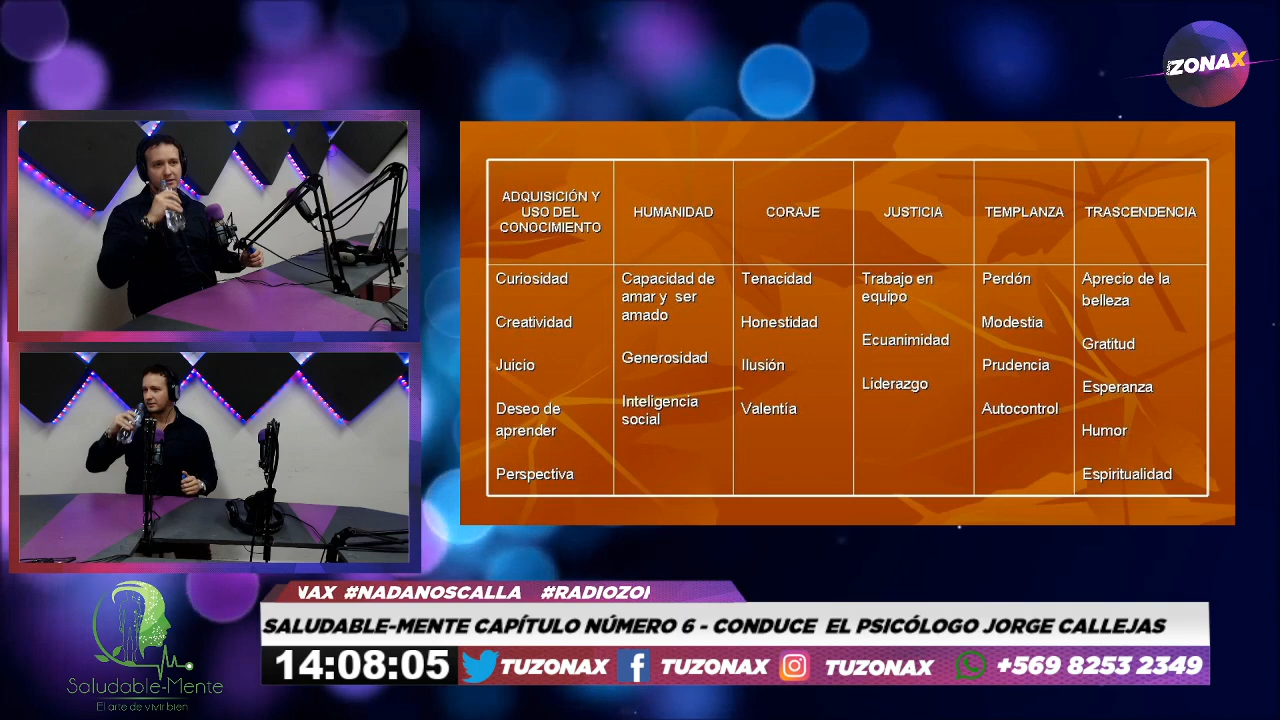 ZONAX
ADQUISICIÓN Y
USO DEL
CONOCIMIENTO
HUMANIDAD
CORAJE
JUSTICIA
TEMPLANZA
TRASCENDENCIA
Curiosidad
Creatividad
Juicio
Deseo de
aprender
Perspectiva
Capacidad de
amar y ser
amado
Generosidad
Inteligencia
social
Tenacidad
Honestidad
Ilusión
Valentía
Trabajo en
equipo
Ecuanimidad
Liderazgo
Perdón
Modestia
Prudencia
Autocontrol
Aprecio de la
belleza
Gratitud
Esperanza
Humor
Espiritualidad
NAX #NADANOSCALLA #RADIOZO
SALUDABLE-MENTE CAPÍTULO NÚMERO 6 - CONDUCE EL PSICÓLOGO JORGE CALLEJAS
14:08:05 TUZONAX TUZONAX TUZONAX +569 8253 2349
Saludable-Mente
El arte de vivir bien